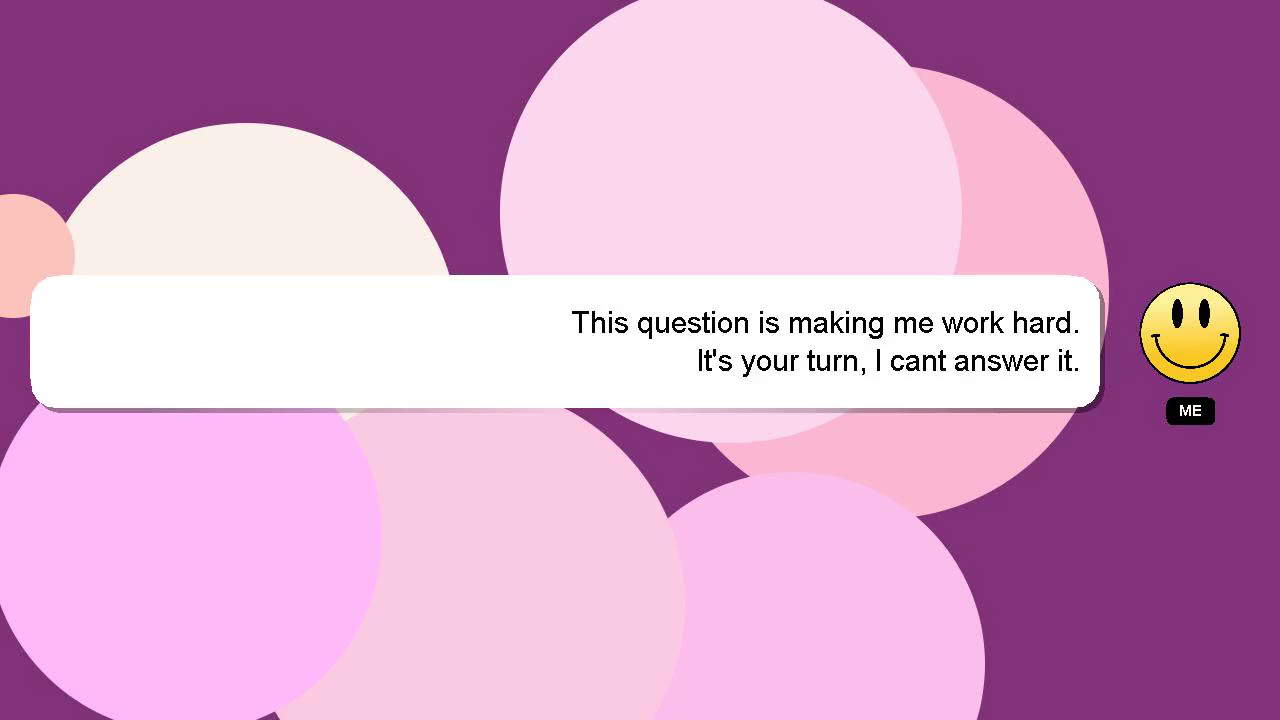 This question is making me work hard.
It's your turn, I cant answer it.
ME